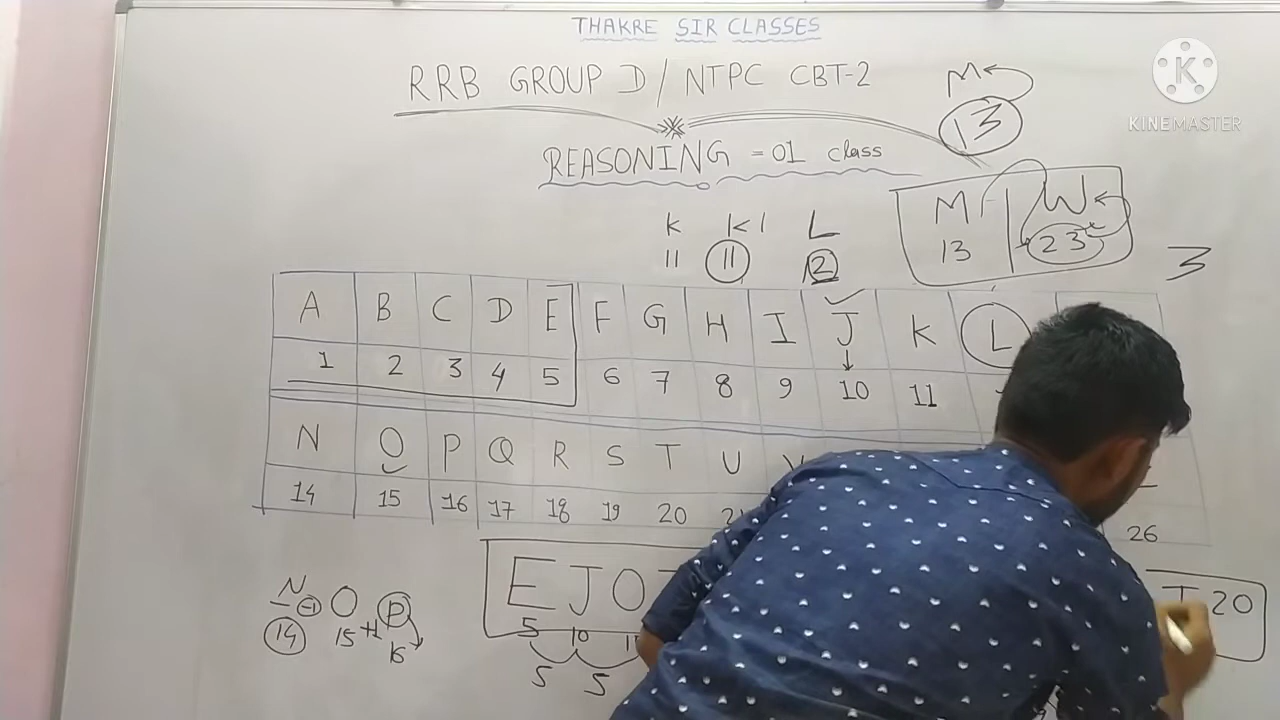 THAKRE SIR CLASSES
RRB GROUP D/NTPC CBT-2
M
13
KINEMASTER
REASONING =01 class
M W
13 23
K K1 L
11 11 12
3
A B C D E F G H I J K L
1 2 3 4 5 6 7 8 9 10 11
N O P Q R S T U V
14 15 16 17 18 19 20
26
N O P
-1
14 15 +1 16
EJO
5 10
5 5
T 20